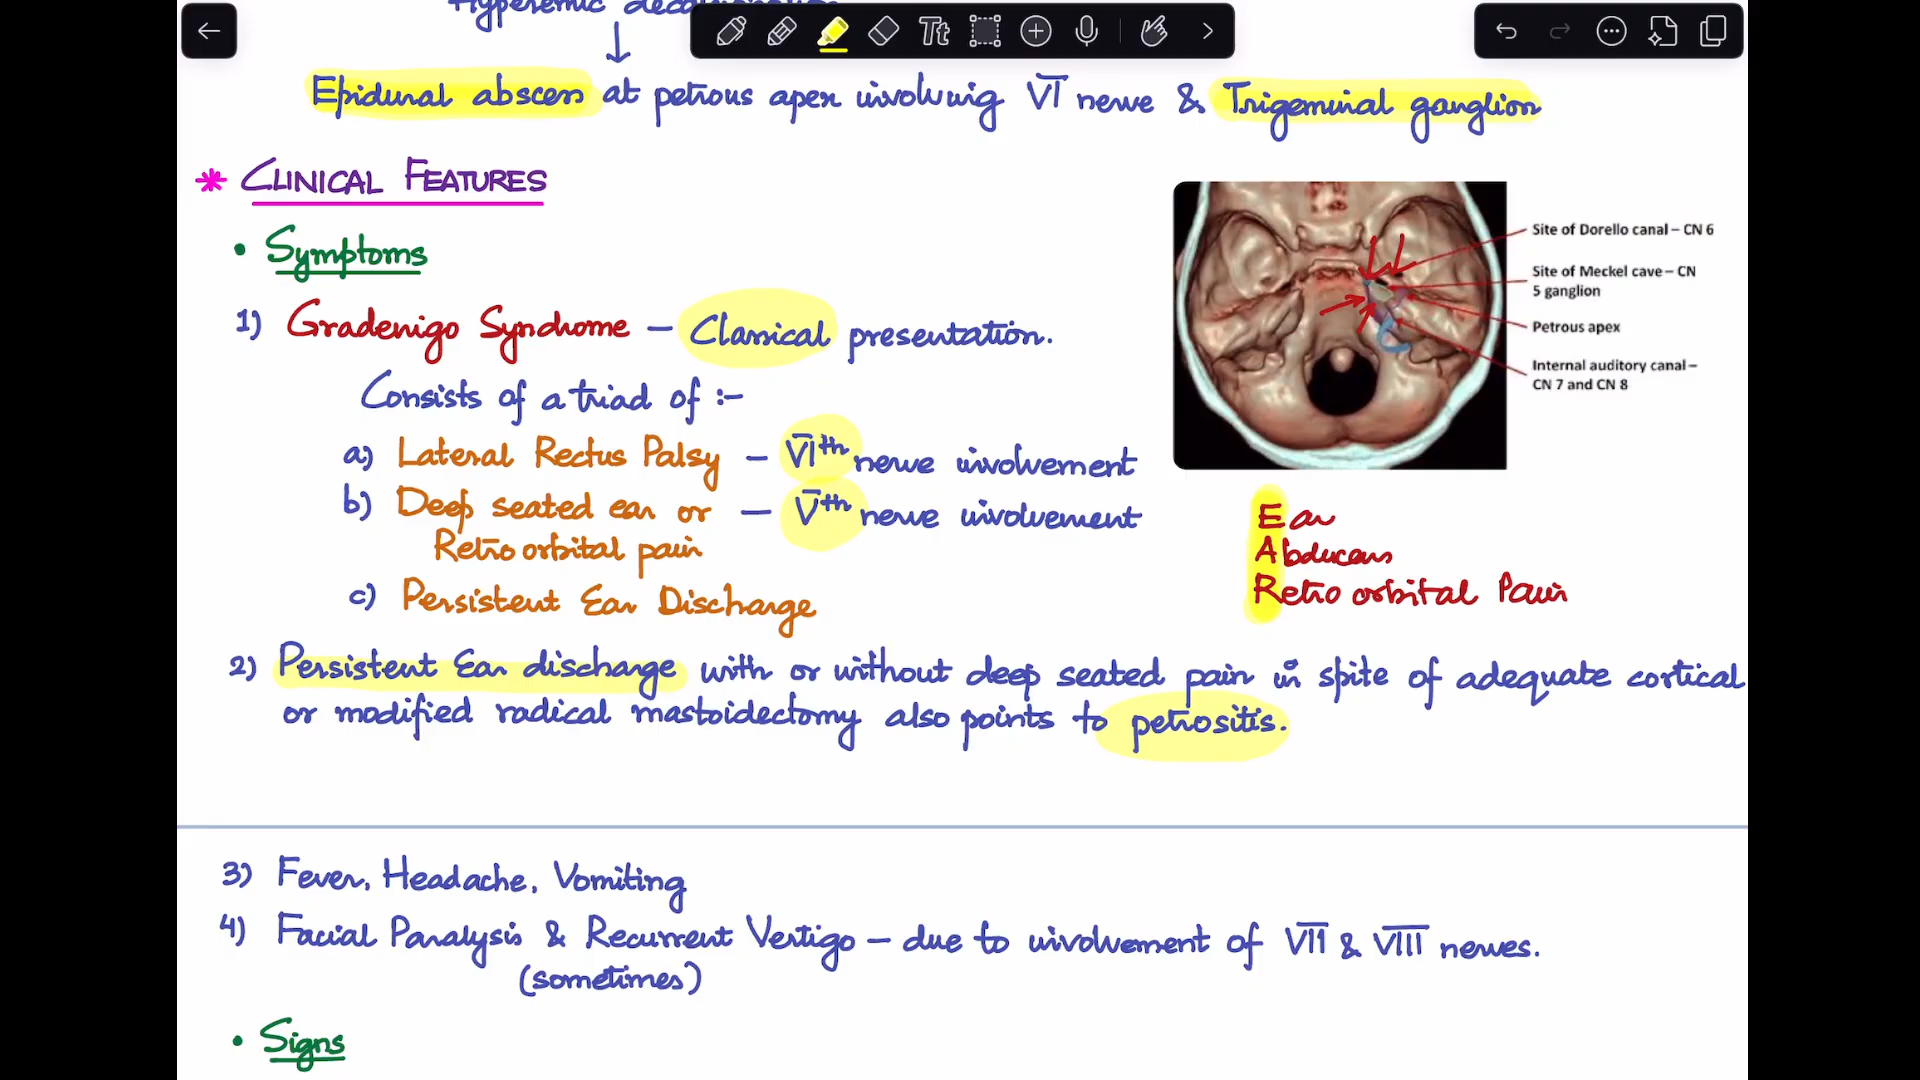 Hyperemic decalcification
Epidural abscess at petrous apex involving VI nerve & Trigeminal ganglion
* CLINICAL FEATURES
• Symptoms
1) Gradenigo Syndrome – Classical presentation.
Consists of a triad of :-
a) Lateral Rectus Palsy – VIth nerve involvement
b) Deep seated ear or – Vth nerve involvement
Retro orbital pain
c) Persistent Ear Discharge
Site of Dorello canal – CN 6
Site of Meckel cave – CN
5 ganglion
Petrous apex
Internal auditory canal –
CN 7 and CN 8
Ear
Abducens
Retro orbital Pain
2) Persistent Ear discharge with or without deep seated pain in spite of adequate cortical
or modified radical mastoidectomy also points to petrositis.
3) Fever, Headache, Vomiting
4) Facial Paralysis & Recurrent Vertigo – due to involvement of VII & VIII nerves.
(sometimes)
• Signs